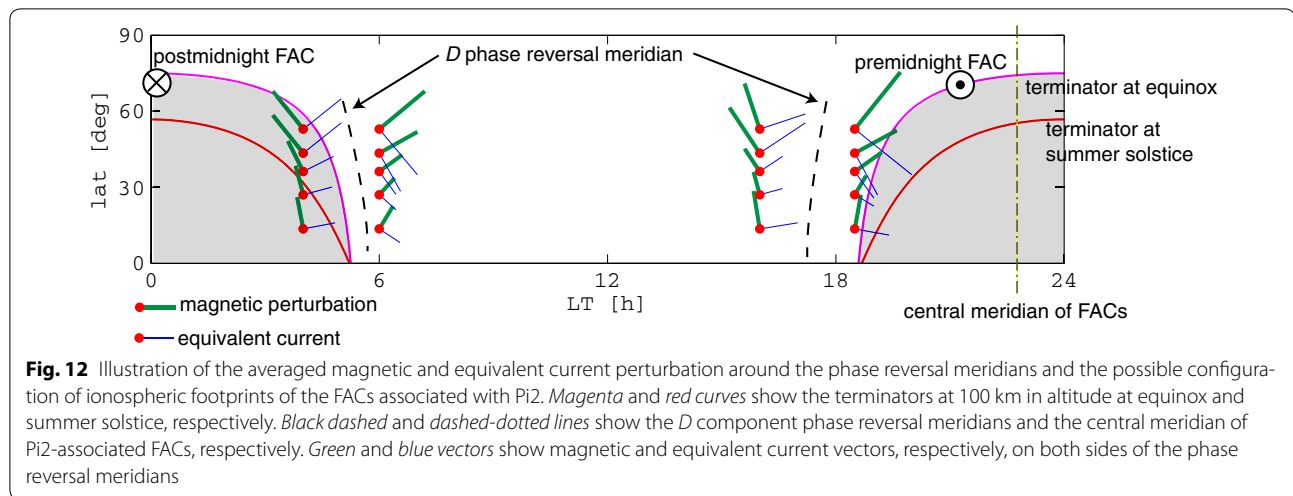 90
60
30
0
lat [deg]
postmidnight FAC
D phase reversal meridian
premidnight FAC
terminator at equinox
terminator at
summer solstice
0
6
12
18
24
LT [h]
central meridian of FACs
magnetic perturbation
equivalent current
Fig. 12 Illustration of the averaged magnetic and equivalent current perturbation around the phase reversal meridians and the possible configura-
tion of ionospheric footprints of the FACs associated with Pi2. Magenta and red curves show the terminators at 100 km in altitude at equinox and
summer solstice, respectively. Black dashed and dashed-dotted lines show the D component phase reversal meridians and the central meridian of
Pi2-associated FACs, respectively. Green and blue vectors show magnetic and equivalent current vectors, respectively, on both sides of the phase
reversal meridians